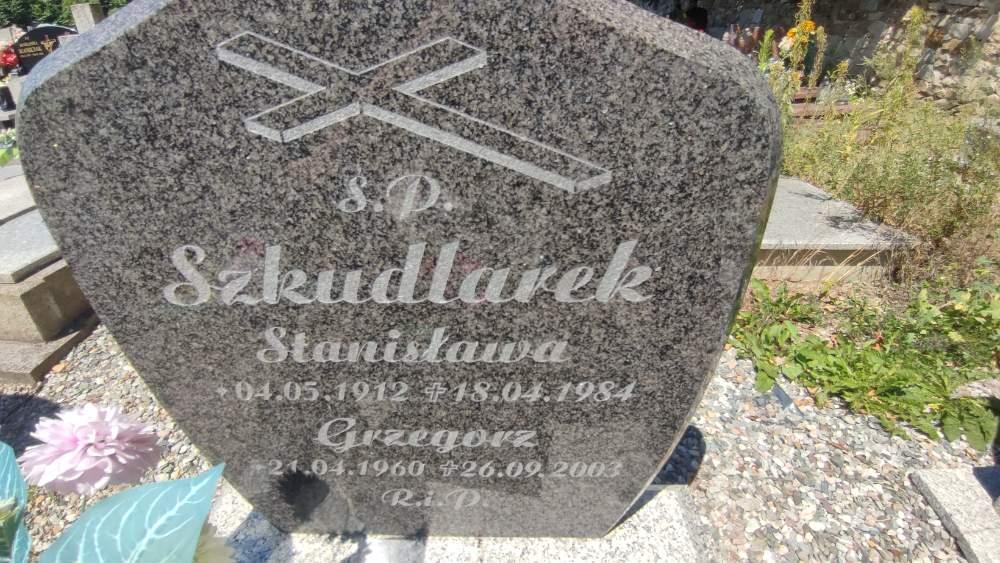 Ś.P.
Szkudlarek
Stanisława
*04.05.1912 ✝18.04.1984
Grzegorz
*21.04.1960 ✝26.09.2003
R.i.P.